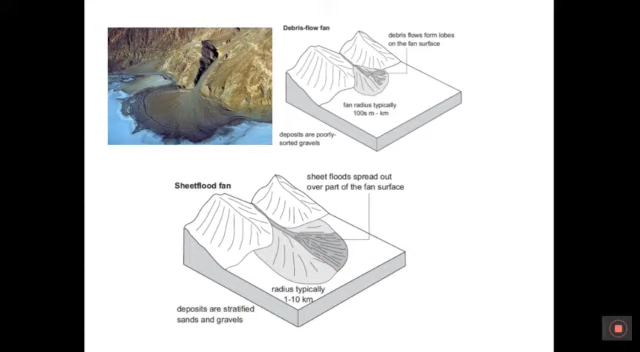 Debris-flow fan
debris flows form lobes
on the fan surface
fan radius typically
100s m - km
deposits are poorly-
sorted gravels
Sheetflood fan
sheet floods spread out
over part of the fan surface
radius typically
1-10 km
deposits are stratified
sands and gravels